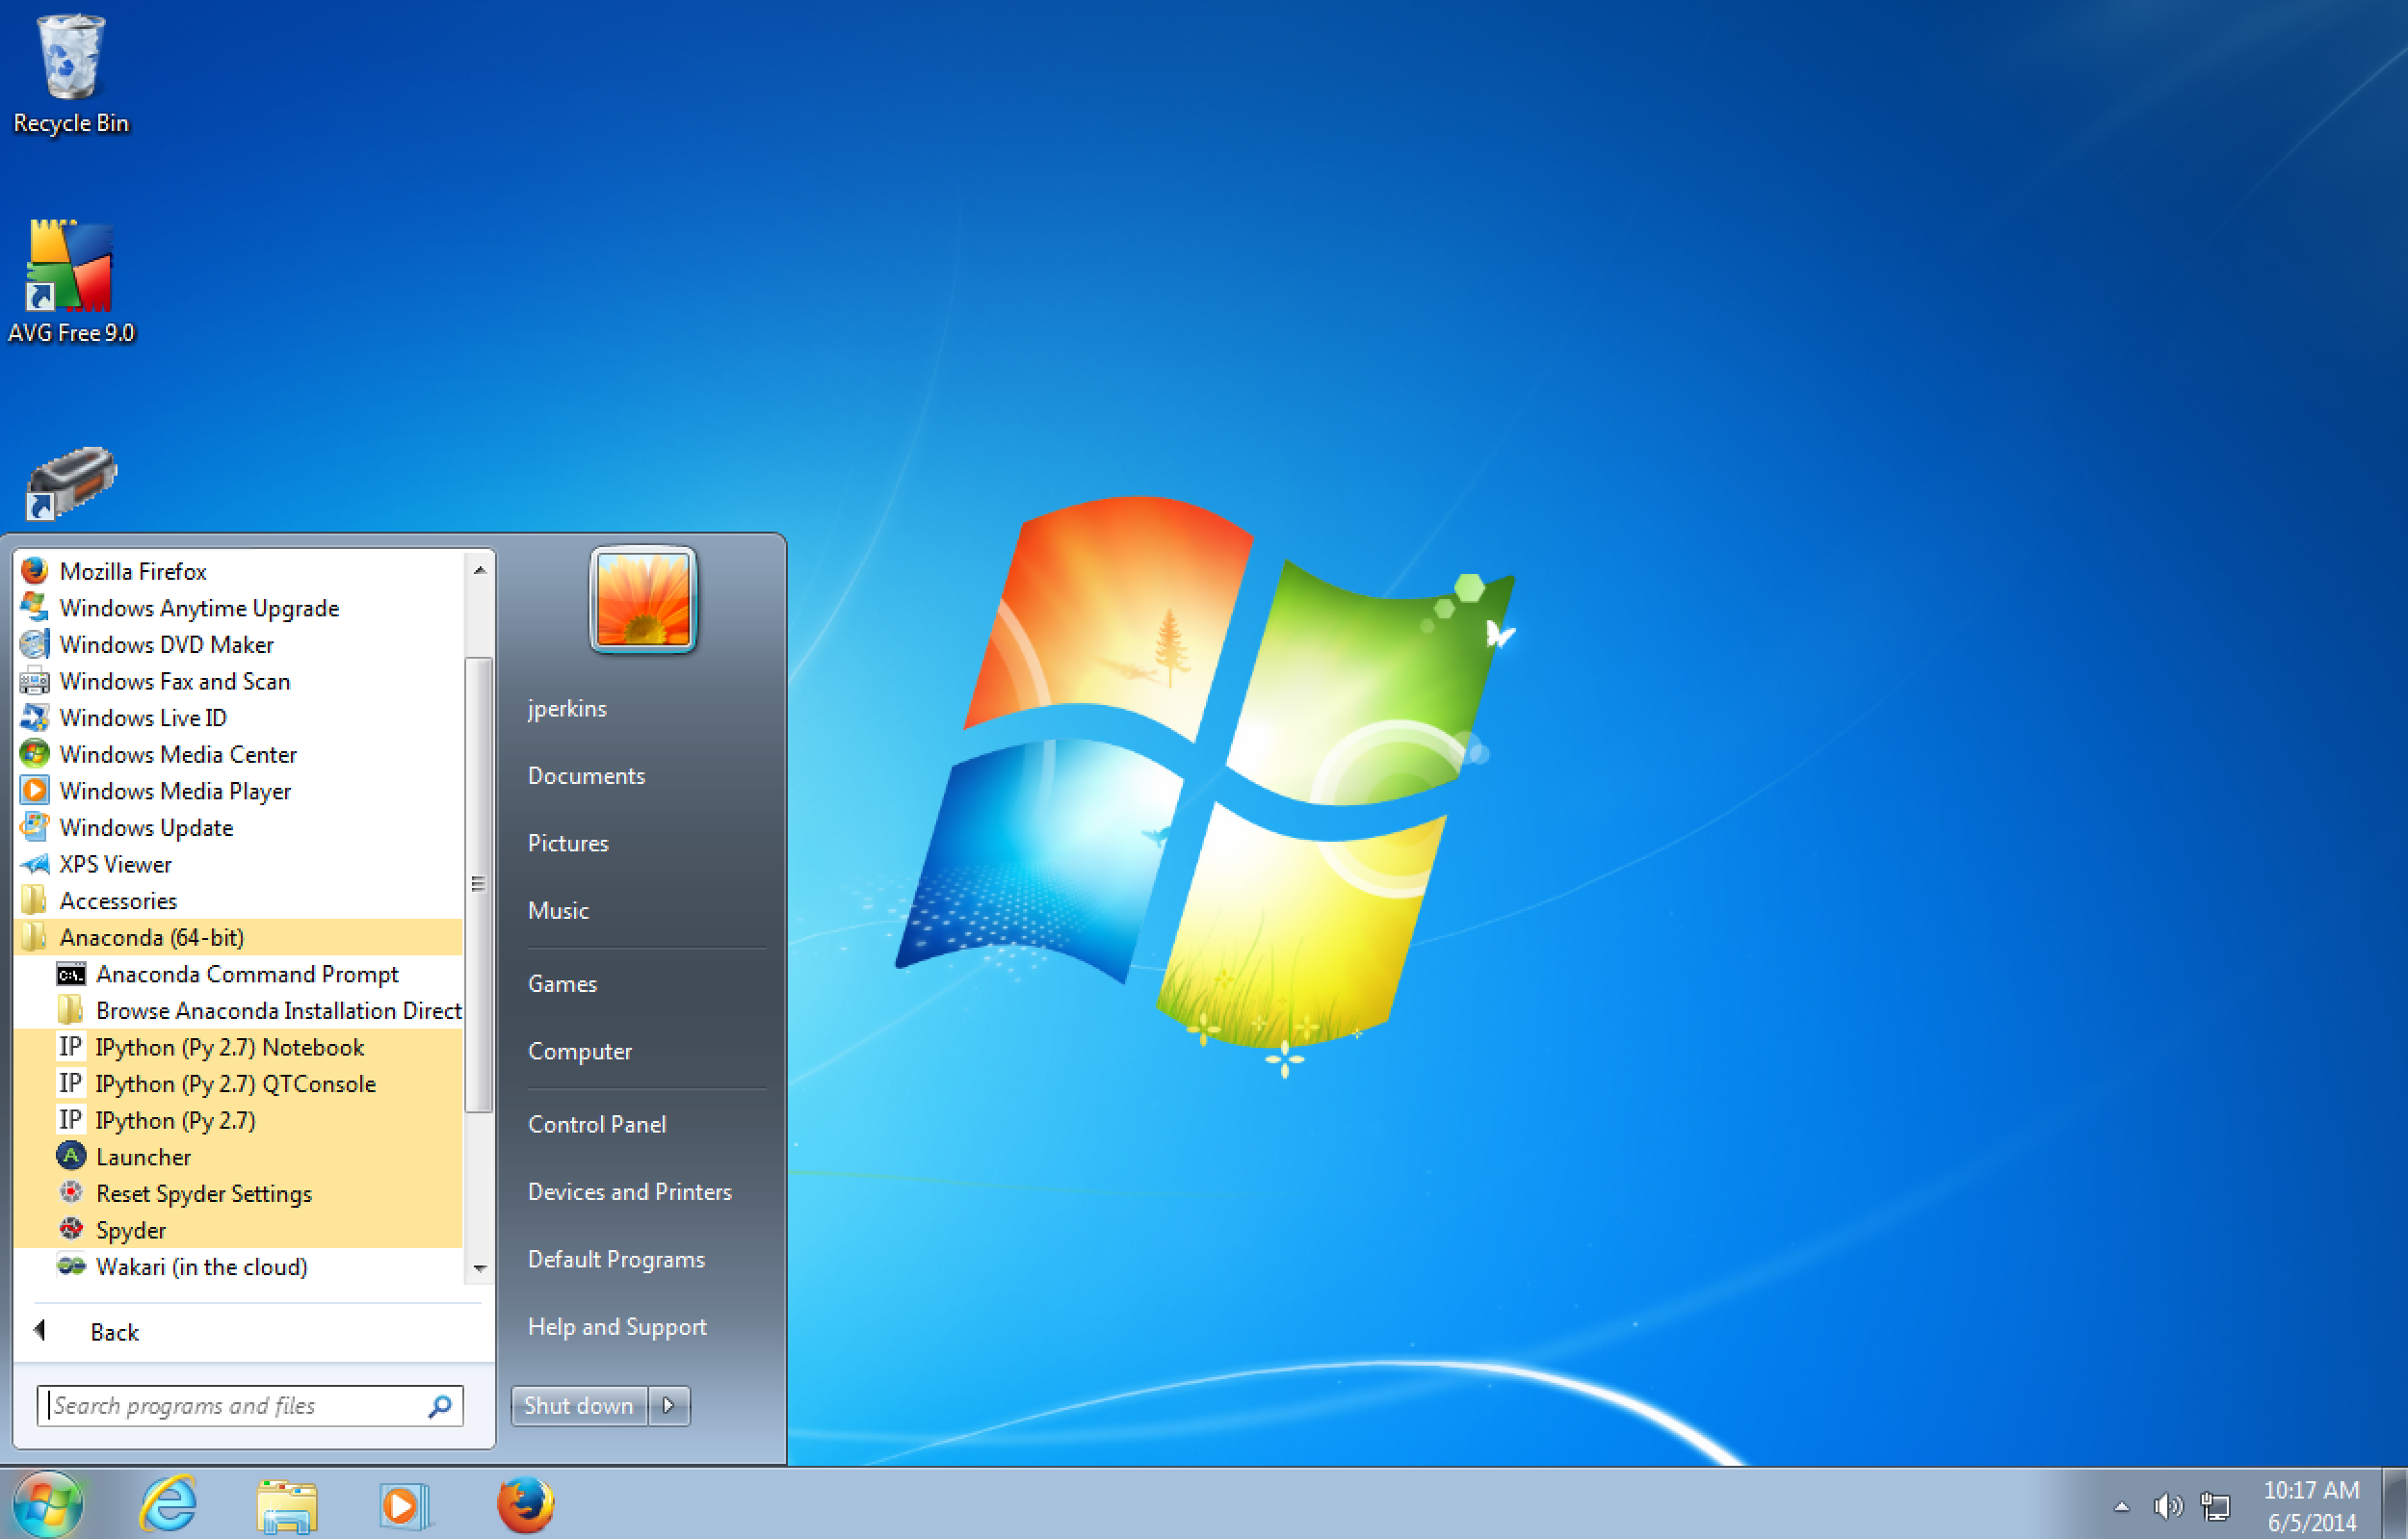 Recycle Bin
AVG Free 9.0
Mozilla Firefox
Windows Anytime Upgrade
Windows DVD Maker
Windows Fax and Scan
Windows Live ID
Windows Media Center
Windows Media Player
Windows Update
XPS Viewer
Accessories
Anaconda (64-bit)
C:\.
Anaconda Command Prompt
Browse Anaconda Installation Direct
IP IPython (Py 2.7) Notebook
IP IPython (Py 2.7) QTConsole
IP IPython (Py 2.7)
A Launcher
Reset Spyder Settings
Spyder
Wakari (in the cloud)
Back
Search programs and files
jperkins
Documents
Pictures
Music
Games
Computer
Control Panel
Devices and Printers
Default Programs
Help and Support
Shut down
10:17 AM
6/5/2014